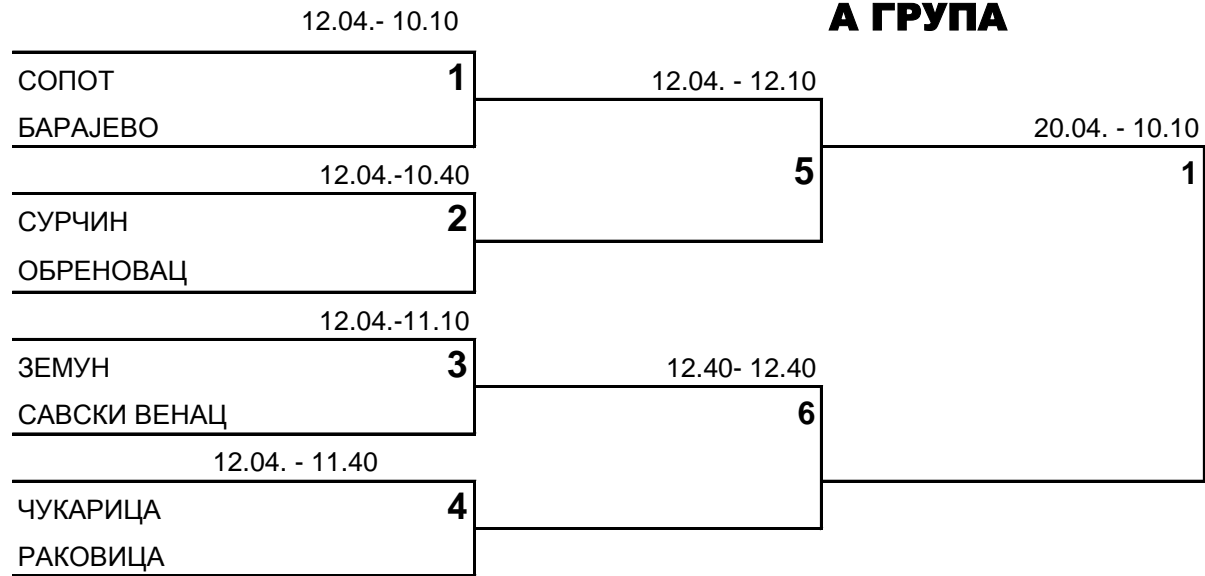 А ГРУПА
12.04.- 10.10
СОПОТ 1
12.04. - 12.10
БАРАЈЕВО
20.04. - 10.10
12.04.-10.40
5
1
СУРЧИН 2
ОБРЕНОВАЦ
12.04.-11.10
ЗЕМУН 3
12.40- 12.40
САВСКИ ВЕНАЦ
6
12.04. - 11.40
ЧУКАРИЦА 4
РАКОВИЦА